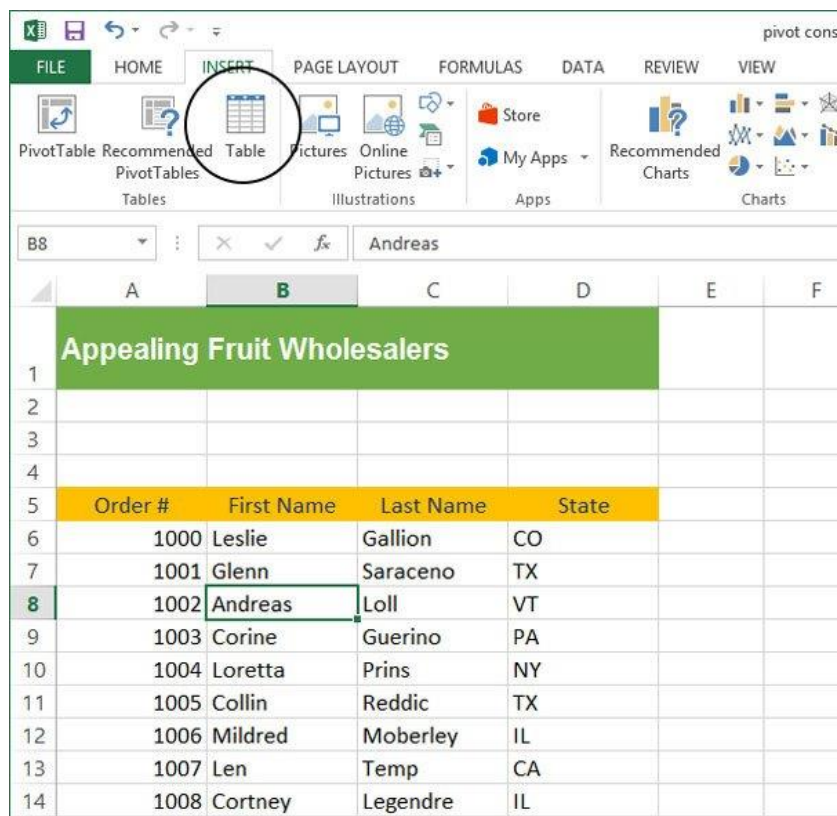 pivot cons
FILE HOME INSERT PAGE LAYOUT FORMULAS DATA REVIEW VIEW
PivotTable Recommended PivotTables Table Pictures Online Pictures Store My Apps Recommended Charts
Tables Illustrations Apps Charts
B8 fx Andreas
A B C D E F
1 Appealing Fruit Wholesalers
2
3
4
5 Order # First Name Last Name State
6 1000 Leslie Gallion CO
7 1001 Glenn Saraceno TX
8 1002 Andreas Loll VT
9 1003 Corine Guerino PA
10 1004 Loretta Prins NY
11 1005 Collin Reddic TX
12 1006 Mildred Moberley IL
13 1007 Len Temp CA
14 1008 Cortney Legendre IL